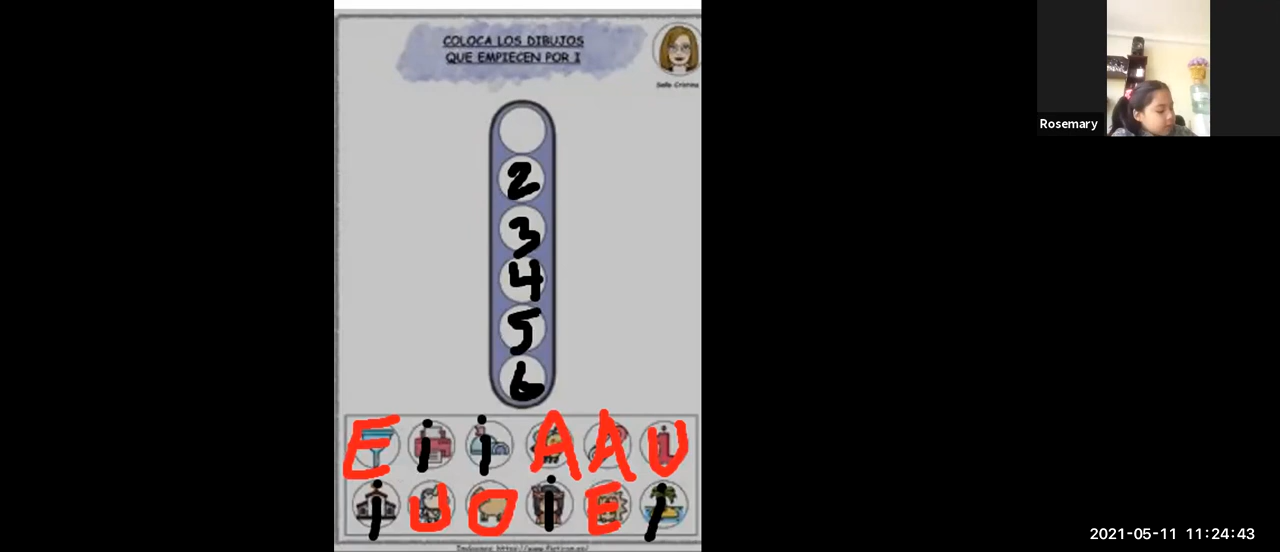 COLOCA LOS DIBUJOS
QUE EMPIECEN POR I
Seño Cristina
Rosemary
2
3
4
5
6
E i i A A U
i U O i E i
2021-05-11 11:24:43